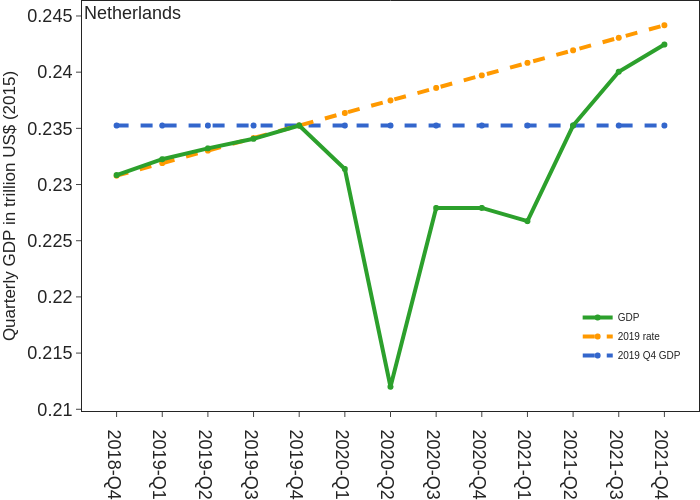 Netherlands
Quarterly GDP in trillion US$ (2015)
0.245
0.24
0.235
0.23
0.225
0.22
0.215
0.21
GDP
2019 rate
2019 Q4 GDP
2018-Q4
2019-Q1
2019-Q2
2019-Q3
2019-Q4
2020-Q1
2020-Q2
2020-Q3
2020-Q4
2021-Q1
2021-Q2
2021-Q3
2021-Q4